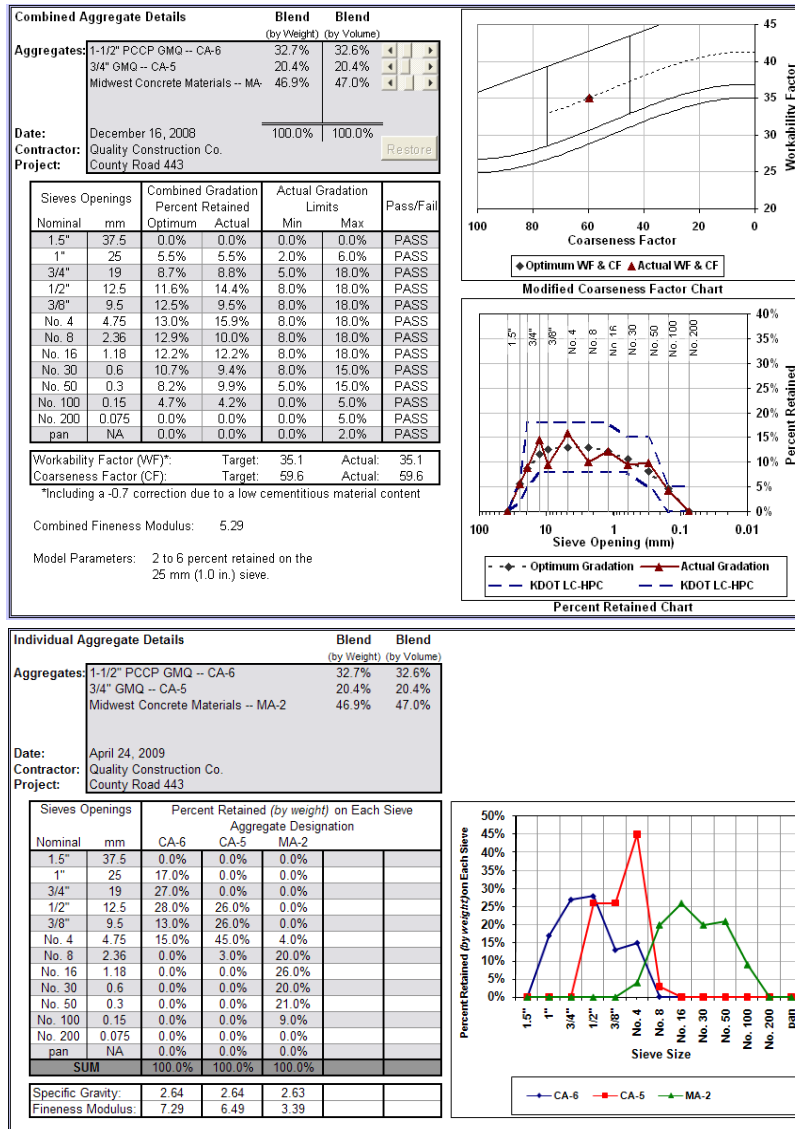 Combined Aggregate Details Blend Blend
(by Weight) (by Volume)
Aggregates: 1-1/2" PCCP GMQ -- CA-6 32.7% 32.6%
3/4" GMQ -- CA-5 20.4% 20.4%
Midwest Concrete Materials -- MA- 46.9% 47.0%
Date: December 16, 2008 100.0% 100.0%
Contractor: Quality Construction Co. Restore
Project: County Road 443
Sieves Openings Combined Gradation Actual Gradation Pass/Fail
Percent Retained Limits
Nominal mm Optimum Actual Min Max
1.5" 37.5 0.0% 0.0% 0.0% 0.0% PASS
1" 25 5.5% 5.5% 2.0% 6.0% PASS
3/4" 19 8.7% 8.8% 5.0% 18.0% PASS
1/2" 12.5 11.6% 14.4% 8.0% 18.0% PASS
3/8" 9.5 12.5% 9.5% 8.0% 18.0% PASS
No. 4 4.75 13.0% 15.9% 8.0% 18.0% PASS
No. 8 2.36 12.9% 10.0% 8.0% 18.0% PASS
No. 16 1.18 12.2% 12.2% 8.0% 18.0% PASS
No. 30 0.6 10.7% 9.4% 8.0% 15.0% PASS
No. 50 0.3 8.2% 9.9% 5.0% 15.0% PASS
No. 100 0.15 4.7% 4.2% 0.0% 5.0% PASS
No. 200 0.075 0.0% 0.0% 0.0% 5.0% PASS
pan NA 0.0% 0.0% 0.0% 2.0% PASS
Workability Factor (WF)*: Target: 35.1 Actual: 35.1
Coarseness Factor (CF): Target: 59.6 Actual: 59.6
*Including a -0.7 correction due to a low cementitious material content
Combined Fineness Modulus: 5.29
Model Parameters: 2 to 6 percent retained on the
25 mm (1.0 in.) sieve.
45
40
35
30
25
20
Workability Factor
100 80 60 40 20 0
Coarseness Factor
Optimum WF & CF Actual WF & CF
Modified Coarseness Factor Chart
1.5" 3/4" 3/8" No. 4 No. 8 No. 16 No. 30 No. 50 No. 100 No. 200
40%
35%
30%
25%
20%
15%
10%
5%
0%
Percent Retained
100 10 1 0.1 0.01
Sieve Opening (mm)
Optimum Gradation Actual Gradation
KDOT LC-HPC KDOT LC-HPC
Percent Retained Chart
Individual Aggregate Details Blend Blend
(by Weight) (by Volume)
Aggregates: 1-1/2" PCCP GMQ -- CA-6 32.7% 32.6%
3/4" GMQ -- CA-5 20.4% 20.4%
Midwest Concrete Materials -- MA-2 46.9% 47.0%
Date: April 24, 2009
Contractor: Quality Construction Co.
Project: County Road 443
Sieves Openings Percent Retained (by weight) on Each Sieve
Aggregate Designation
Nominal mm CA-6 CA-5 MA-2
1.5" 37.5 0.0% 0.0% 0.0%
1" 25 17.0% 0.0% 0.0%
3/4" 19 27.0% 0.0% 0.0%
1/2" 12.5 28.0% 26.0% 0.0%
3/8" 9.5 13.0% 26.0% 0.0%
No. 4 4.75 15.0% 45.0% 4.0%
No. 8 2.36 0.0% 3.0% 20.0%
No. 16 1.18 0.0% 0.0% 26.0%
No. 30 0.6 0.0% 0.0% 20.0%
No. 50 0.3 0.0% 0.0% 21.0%
No. 100 0.15 0.0% 0.0% 9.0%
No. 200 0.075 0.0% 0.0% 0.0%
pan NA 0.0% 0.0% 0.0%
SUM 100.0% 100.0% 100.0%
Specific Gravity: 2.64 2.64 2.63
Fineness Modulus: 7.29 6.49 3.39
Percent Retained (by weight) on Each Sieve
50%
45%
40%
35%
30%
25%
20%
15%
10%
5%
0%
1.5" 1" 3/4" 1/2" 3/8" No. 4 No. 8 No. 16 No. 30 No. 50 No. 100 No. 200 pan
Sieve Size
CA-6 CA-5 MA-2